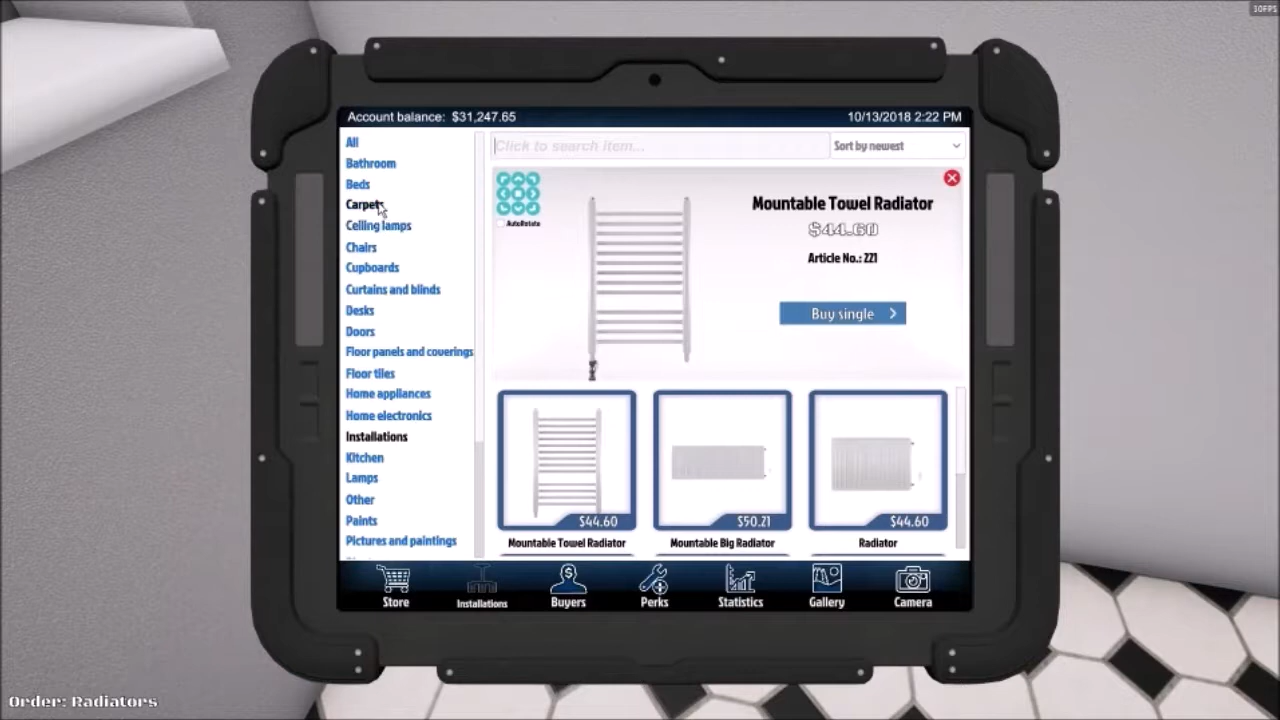 30FPS
Account balance: $31,247.65
10/13/2018 2:22 PM
All
Bathroom
Beds
Carpets
Ceiling lamps
Chairs
Cupboards
Curtains and blinds
Desks
Doors
Floor panels and coverings
Floor tiles
Home appliances
Home electronics
Installations
Kitchen
Lamps
Other
Paints
Pictures and paintings
Click to search item...
Sort by newest
AutoRotate
Mountable Towel Radiator
$44.60
Article No.: ZZ1
Buy single
$44.60
$50.21
$44.60
Mountable Towel Radiator
Mountable Big Radiator
Radiator
Store
Installations
Buyers
Perks
Statistics
Gallery
Camera
Order: Radiators